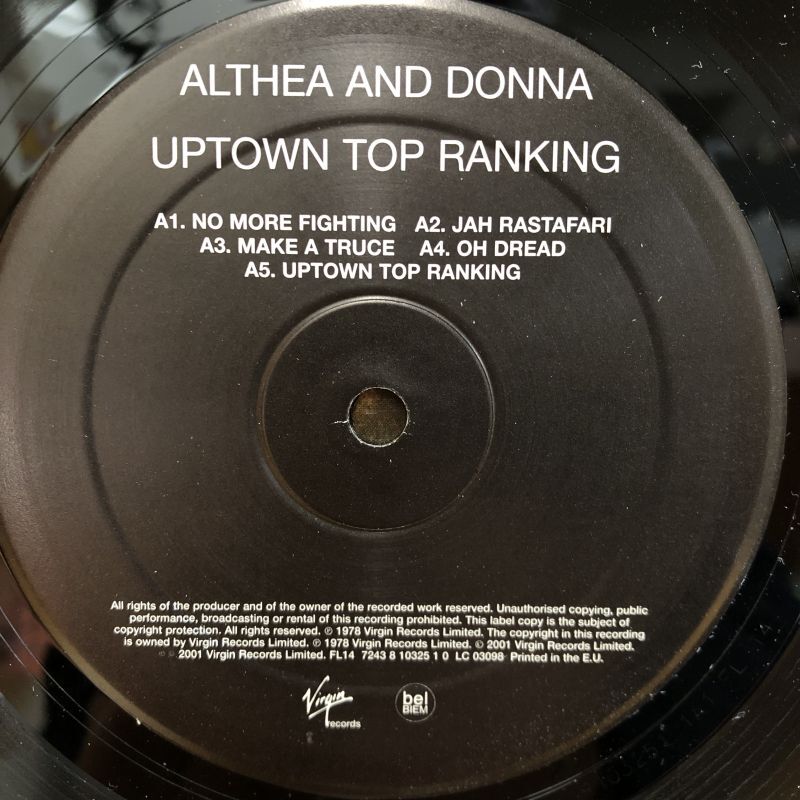 ALTHEA AND DONNA
UPTOWN TOP RANKING
A1. NO MORE FIGHTING A2. JAH RASTAFARI
A3. MAKE A TRUCE A4. OH DREAD
A5. UPTOWN TOP RANKING
All rights of the producer and of the owner of the recorded work reserved. Unauthorised copying, public
performance, broadcasting or rental of this recording prohibited. This label copy is the subject of
copyright protection. All rights reserved. ℗ 1978 Virgin Records Limited. The copyright in this recording
is owned by Virgin Records Limited. ℗ 1978 Virgin Records Limited. © 2001 Virgin Records Limited.
2001 Virgin Records Limited. FL14 7243 8 10325 1 0 LC 03098 Printed in the E.U.
Virgin
records
bel
BIEM